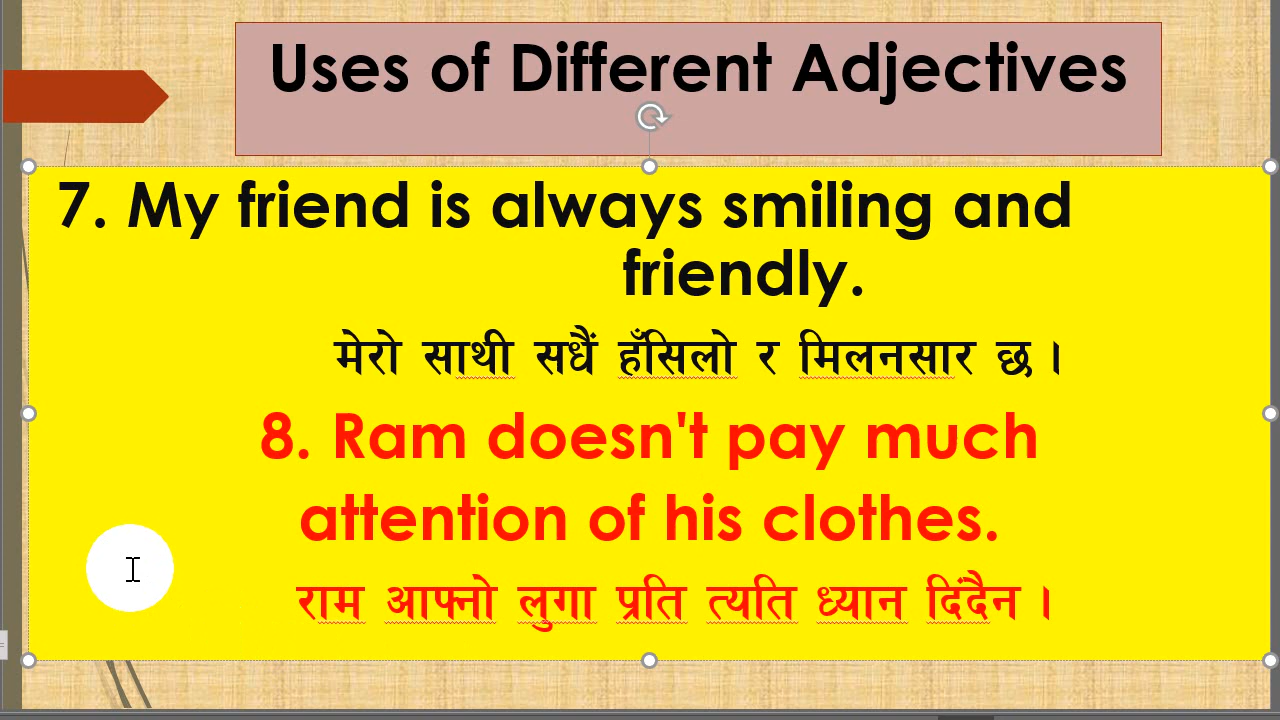 Uses of Different Adjectives
7. My friend is always smiling and
friendly.
मेरो साथी सधैं हँसिलो र मिलनसार छ ।
8. Ram doesn't pay much
attention of his clothes.
राम आफ्नो लुगा प्रति त्यति ध्यान दिंदैन ।